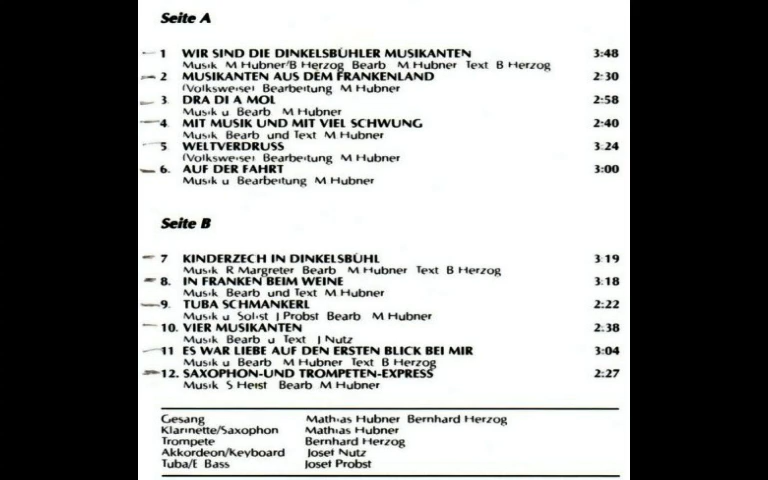 Seite A
1 WIR SIND DIE DINKELSBÜHLER MUSIKANTEN 3:48
Musik M Hubner/B Herzog Bearb M Hubner Text B Herzog
2 MUSIKANTEN AUS DEM FRANKENLAND 2:30
(Volksweise) Bearbeitung M Hubner
3. DRA DI A MOL 2:58
Musik u Bearb M Hubner
4. MIT MUSIK UND MIT VIEL SCHWUNG 2:40
Musik Bearb und Text M Hubner
5 WELTVERDRUSS 3:24
(Volksweise) Bearbeitung M Hubner
6. AUF DER FAHRT 3:00
Musik u Bearbeitung M Hubner
Seite B
7 KINDERZECH IN DINKELSBÜHL 3:19
Musik R Margreter Bearb M Hubner Text B Herzog
8. IN FRANKEN BEIM WEINE 3:18
Musik Bearb und Text M Hubner
9. TUBA SCHMANKERL 2:22
Musik u Solist J Probst Bearb M Hubner
10. VIER MUSIKANTEN 2:38
Musik Bearb u Text J Nutz
11 ES WAR LIEBE AUF DEN ERSTEN BLICK BEI MIR 3:04
Musik u Bearb M Hubner Text B Herzog
12. SAXOPHON-UND TROMPETEN-EXPRESS 2:27
Musik S Heist Bearb M Hubner
Gesang Mathias Hubner Bernhard Herzog
Klarinette/Saxophon Mathias Hubner
Trompete Bernhard Herzog
Akkordeon/Keyboard Josef Nutz
Tuba/E Bass Josef Probst